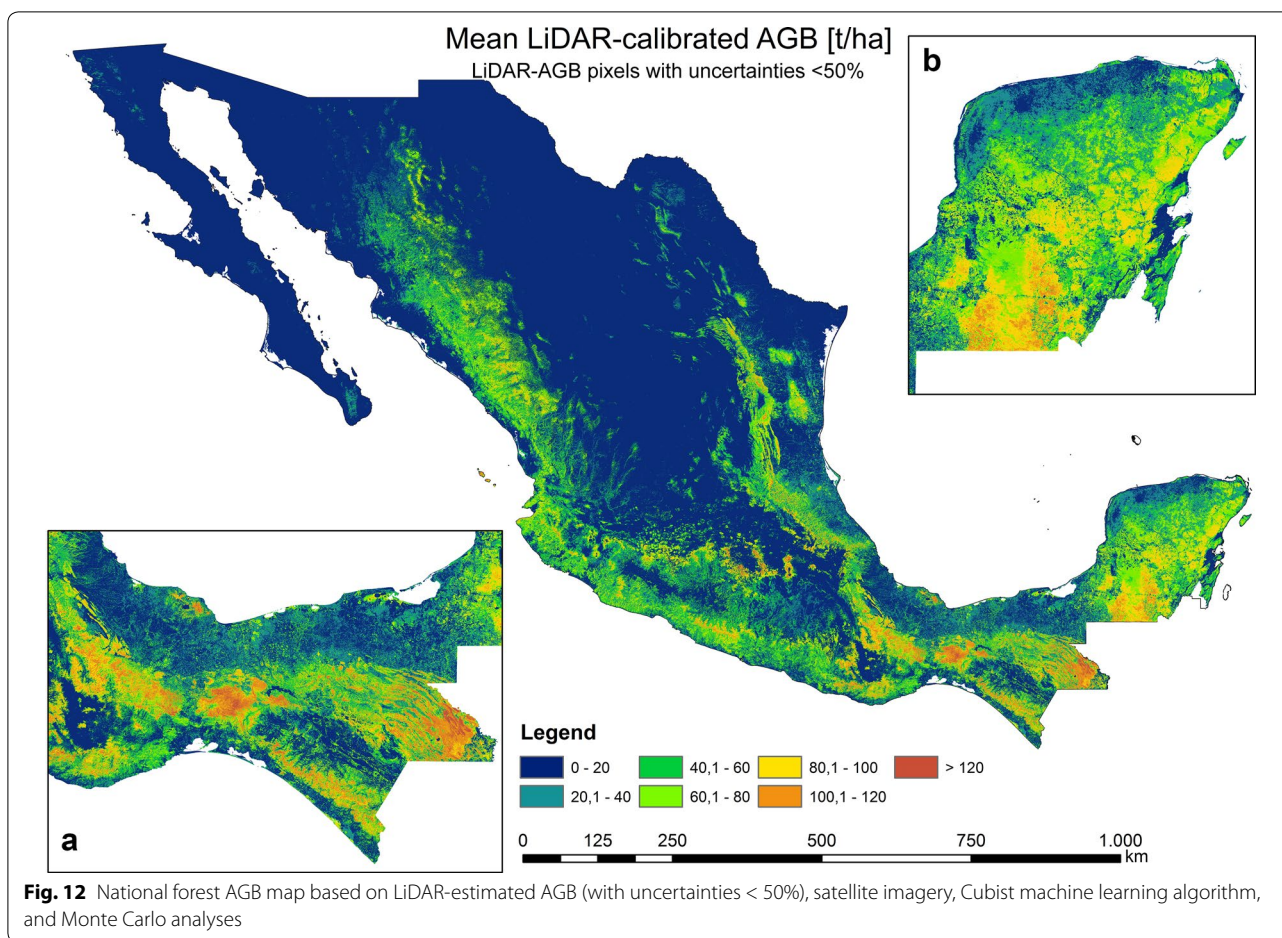 Mean LiDAR-calibrated AGB [t/ha]
LiDAR-AGB pixels with uncertainties <50%
b
a
Legend
0 - 20
40,1 - 60
80,1 - 100
> 120
20,1 - 40
60,1 - 80
100,1 - 120
0 125 250 500 750 1.000
km
Fig. 12 National forest AGB map based on LiDAR-estimated AGB (with uncertainties < 50%), satellite imagery, Cubist machine learning algorithm,
and Monte Carlo analyses